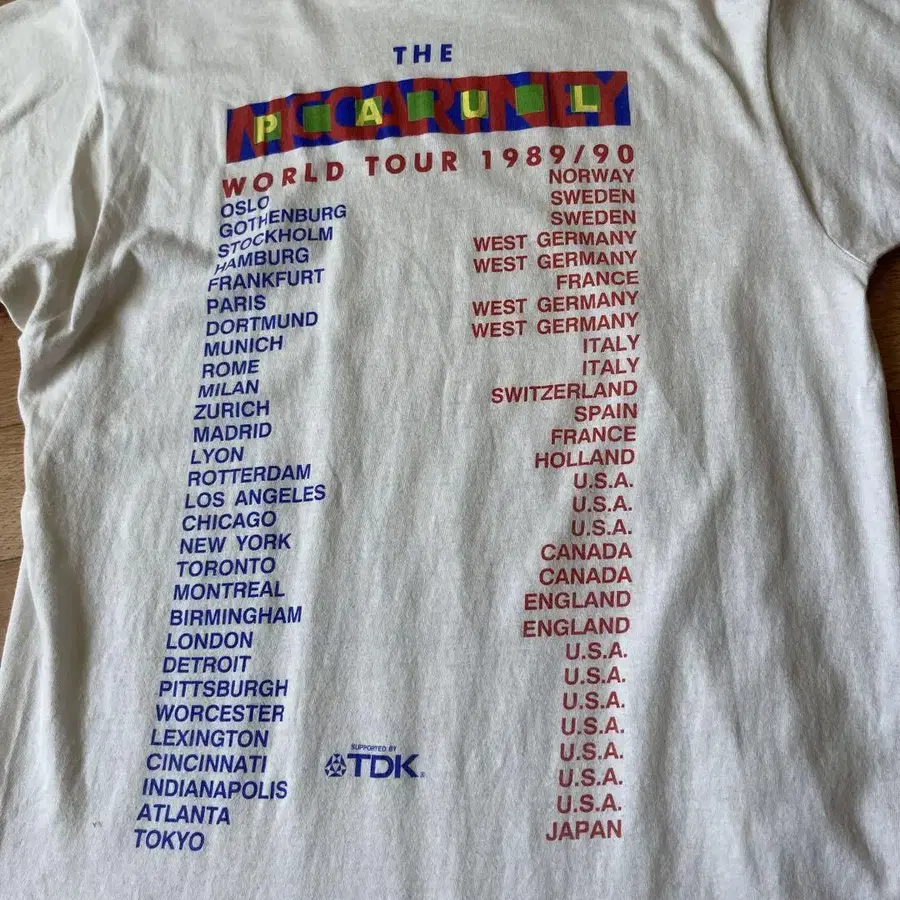 THE
McCARTNEY
PAUL
WORLD TOUR 1989/90
OSLO NORWAY
GOTHENBURG SWEDEN
STOCKHOLM SWEDEN
HAMBURG WEST GERMANY
FRANKFURT WEST GERMANY
PARIS FRANCE
DORTMUND WEST GERMANY
MUNICH WEST GERMANY
ROME ITALY
MILAN ITALY
ZURICH SWITZERLAND
MADRID SPAIN
LYON FRANCE
ROTTERDAM HOLLAND
LOS ANGELES U.S.A.
CHICAGO U.S.A.
NEW YORK U.S.A.
TORONTO CANADA
MONTREAL CANADA
BIRMINGHAM ENGLAND
LONDON ENGLAND
DETROIT U.S.A.
PITTSBURGH U.S.A.
WORCESTER U.S.A.
LEXINGTON U.S.A.
CINCINNATI U.S.A.
INDIANAPOLIS U.S.A.
ATLANTA U.S.A.
TOKYO JAPAN
SUPPORTED BY
TDK®